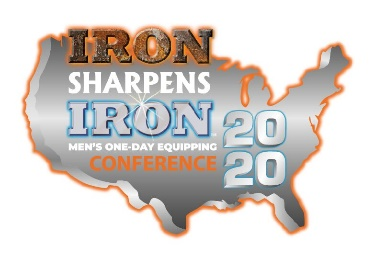 IRON
SHARPENS
IRON
MEN'S ONE-DAY EQUIPPING
CONFERENCE
20
20